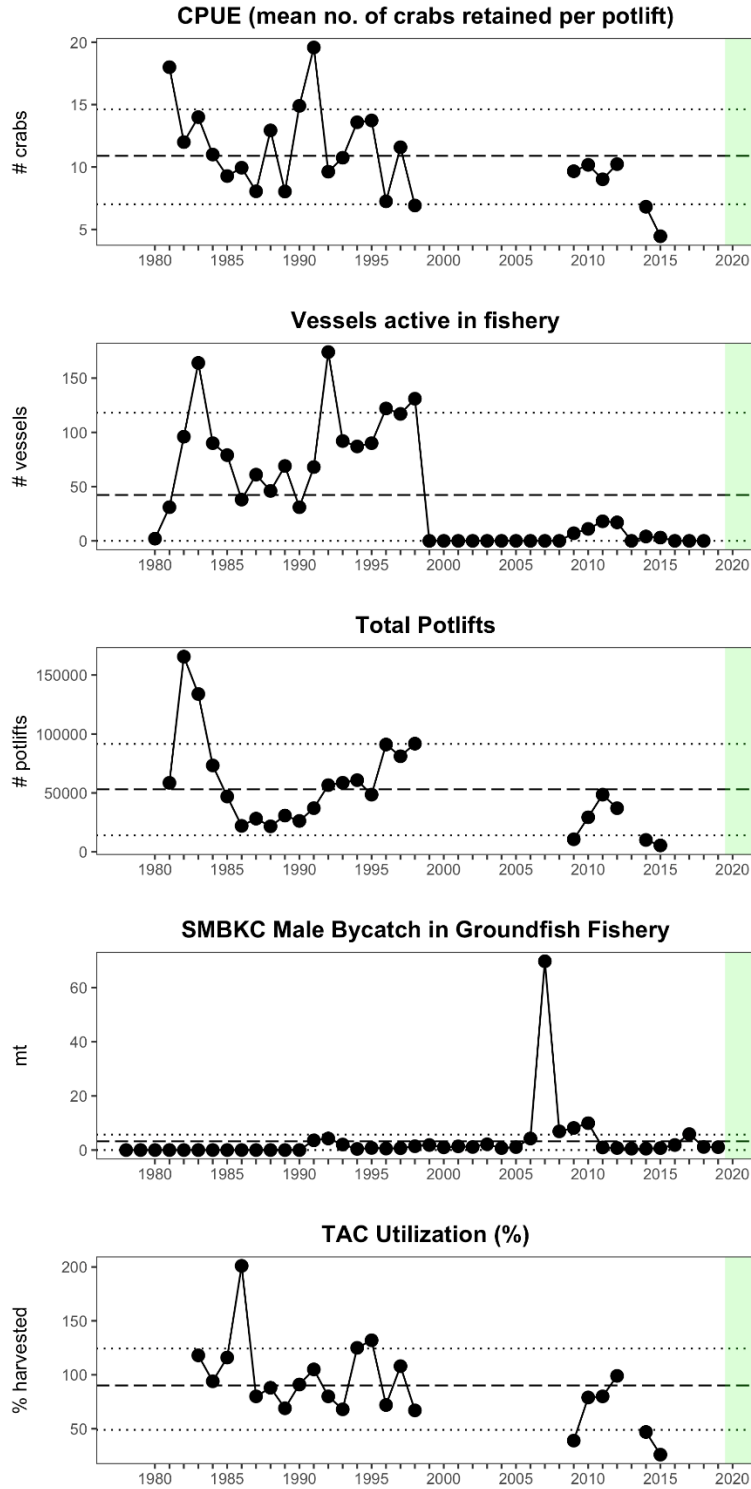 CPUE (mean no. of crabs retained per potlift)
# crabs
20
15
10
5
1980 1985 1990 1995 2000 2005 2010 2015 2020
Vessels active in fishery
# vessels
150
100
50
0
1980 1985 1990 1995 2000 2005 2010 2015 2020
Total Potlifts
# potlifts
150000
100000
50000
0
1980 1985 1990 1995 2000 2005 2010 2015 2020
SMBKC Male Bycatch in Groundfish Fishery
mt
60
40
20
0
1980 1985 1990 1995 2000 2005 2010 2015 2020
TAC Utilization (%)
% harvested
200
150
100
50
1980 1985 1990 1995 2000 2005 2010 2015 2020